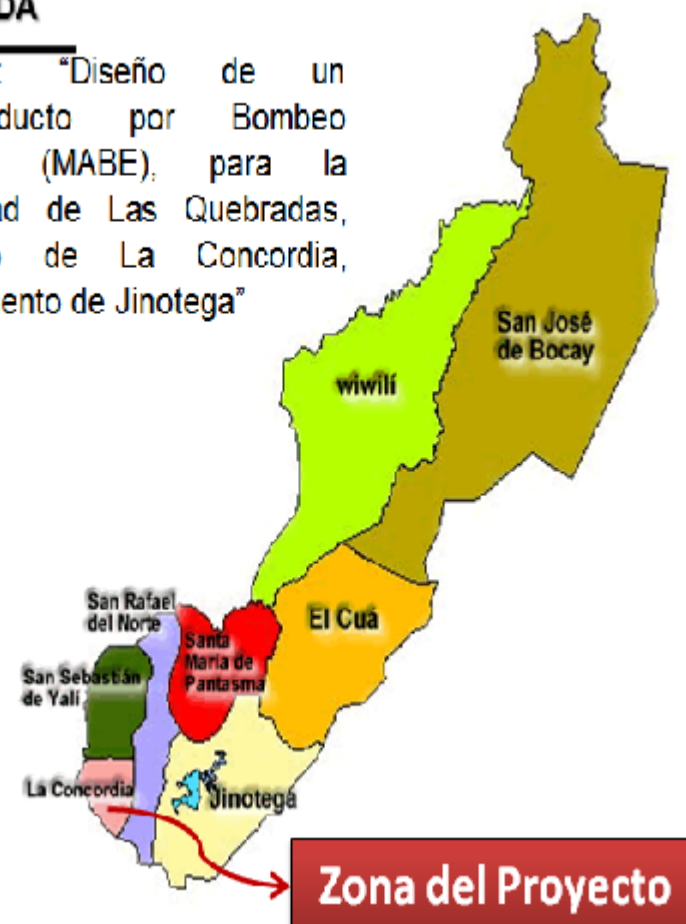 DA
: “Diseño de un
ducto por Bombeo
(MABE), para la
ad de Las Quebradas,
de La Concordia,
ento de Jinotega”
San José
de Bocay
wiwilí
San Rafael
del Norte
Santa
María de
Pantasma
El Cuá
San Sebastián
de Yalí
La Concordia
Jinotega
Zona del Proyecto